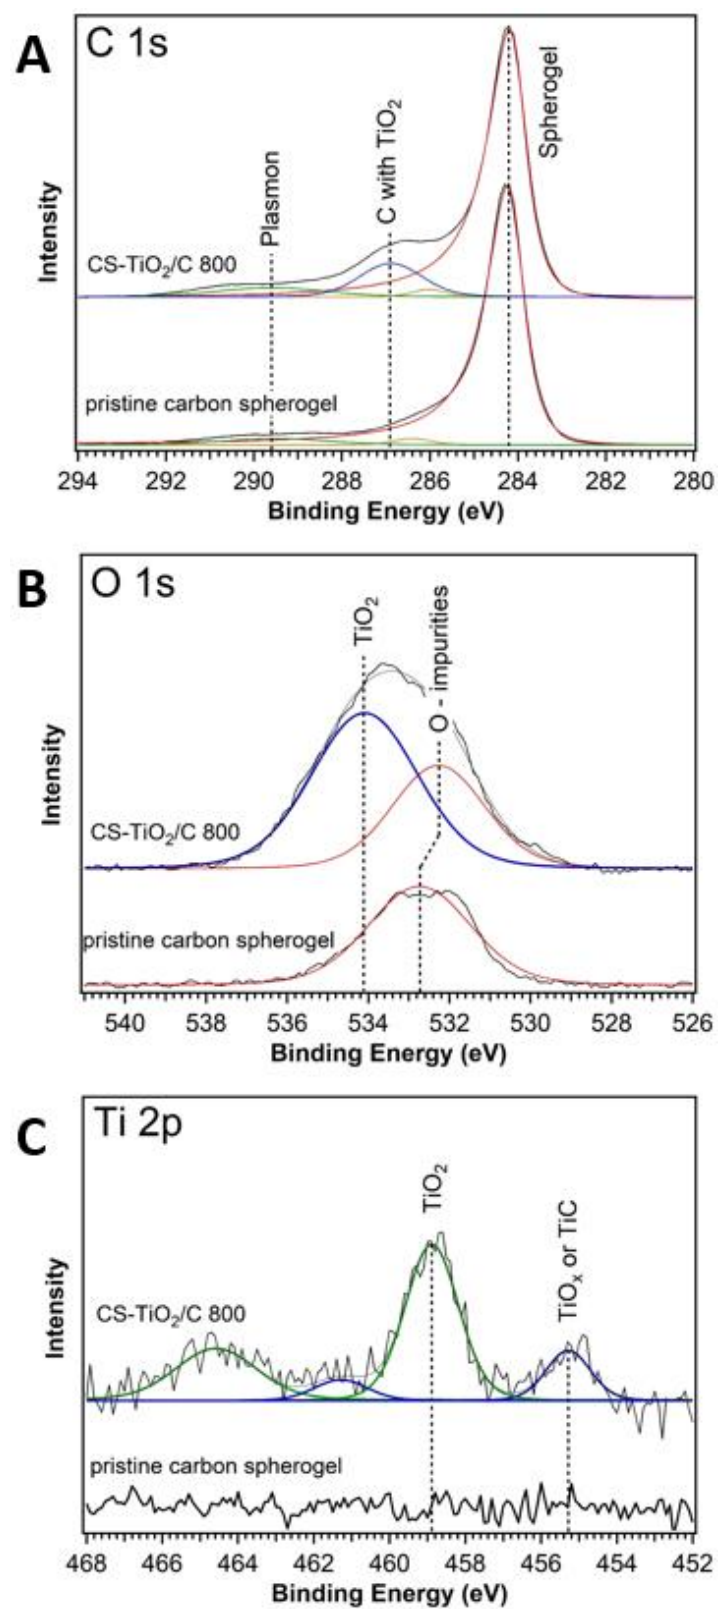 A
C 1s
Intensity
Plasmon
C with TiO₂
Spherogel
CS-TiO₂/C 800
pristine carbon spherogel
294 292 290 288 286 284 282 280
Binding Energy (eV)
B
O 1s
Intensity
TiO₂
O - impurities
CS-TiO₂/C 800
pristine carbon spherogel
540 538 536 534 532 530 528 526
Binding Energy (eV)
C
Ti 2p
Intensity
TiO₂
TiOₓ or TiC
CS-TiO₂/C 800
pristine carbon spherogel
468 466 464 462 460 458 456 454 452
Binding Energy (eV)